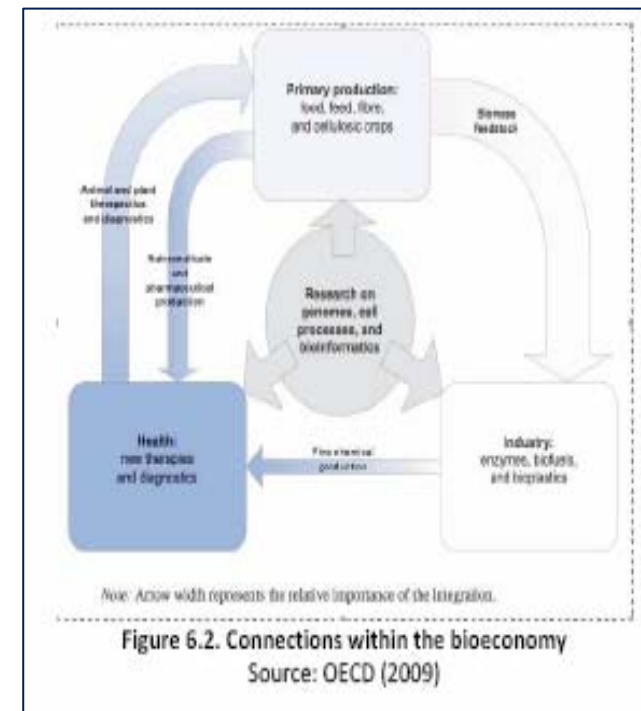 Primary production:
food, feed, fibre,
and cellulosic crops
Biomass
feedstock
Animal and plant
therapeutics
and diagnostics
and
pharmaceutical
production
Research on
genomes, cell
processes, and
bioinformatics
Health:
new therapies
and diagnostics
Fine chemical
production
Industry:
enzymes, biofuels,
and bioplastics
Note: Arrow width represents the relative importance of the integration.
Figure 6.2. Connections within the bioeconomy
Source: OECD (2009)